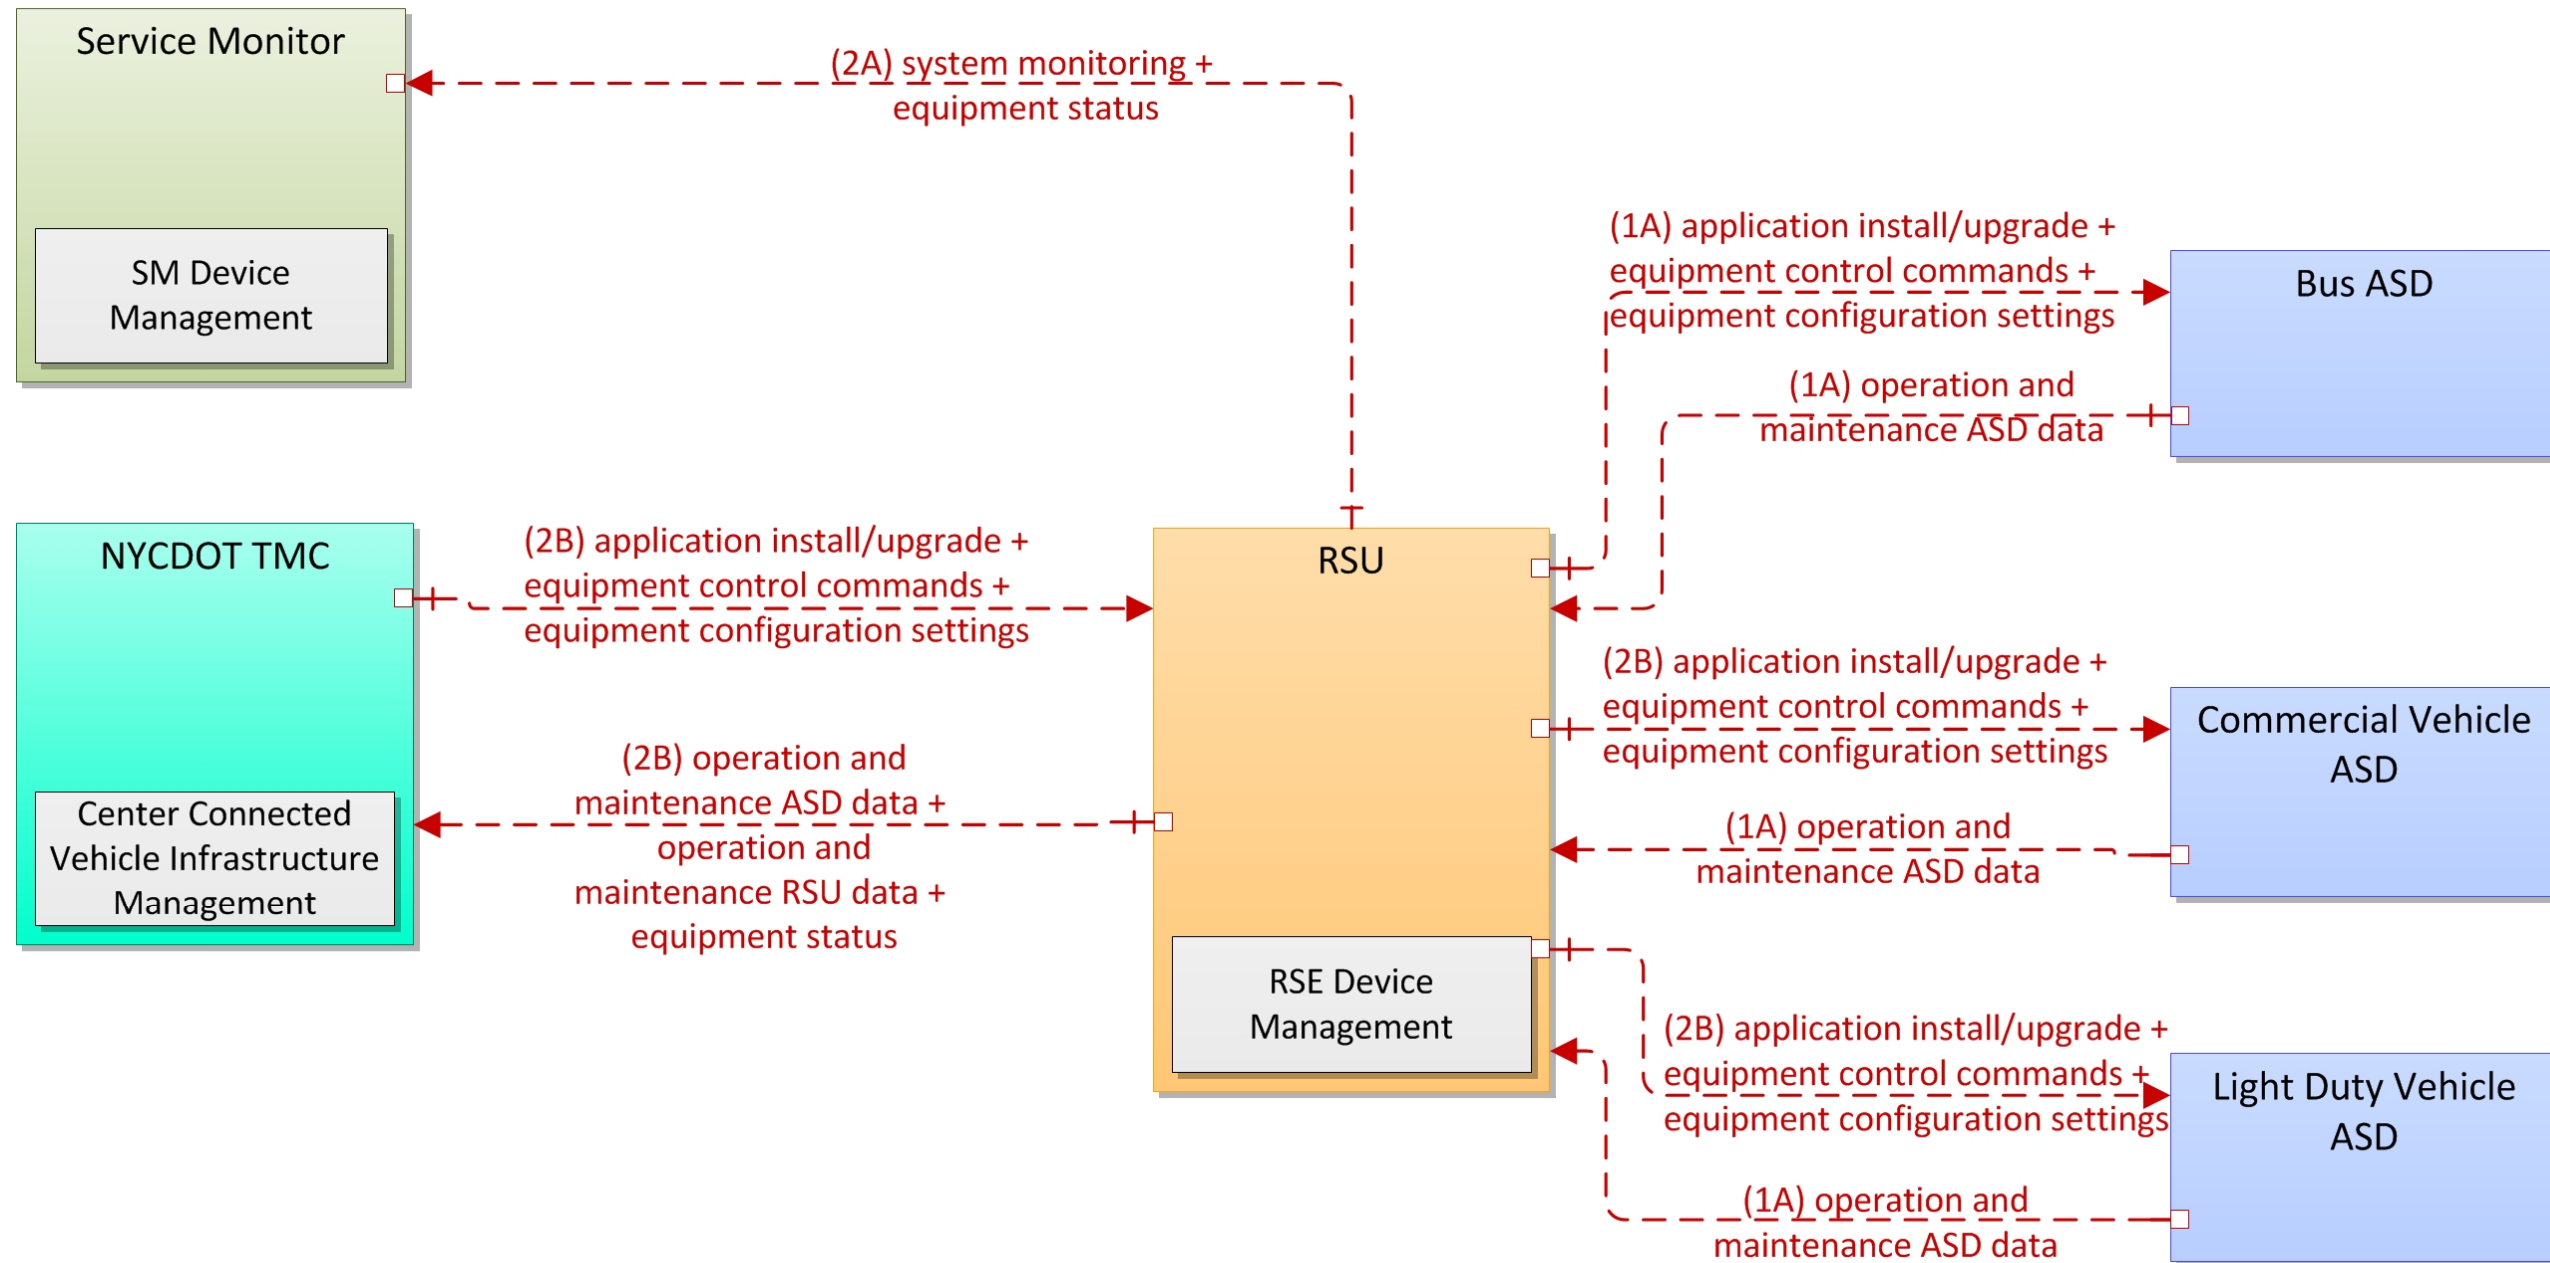 Service Monitor
SM Device
Management
(2A) system monitoring +
equipment status
(1A) application install/upgrade +
equipment control commands +
equipment configuration settings
Bus ASD
(1A) operation and
maintenance ASD data
NYCDOT TMC
Center Connected
Vehicle Infrastructure
Management
(2B) application install/upgrade +
equipment control commands +
equipment configuration settings
(2B) operation and
maintenance ASD data +
operation and
maintenance RSU data +
equipment status
RSU
RSE Device
Management
(2B) application install/upgrade +
equipment control commands +
equipment configuration settings
Commercial Vehicle
ASD
(1A) operation and
maintenance ASD data
(2B) application install/upgrade +
equipment control commands +
equipment configuration settings
Light Duty Vehicle
ASD
(1A) operation and
maintenance ASD data